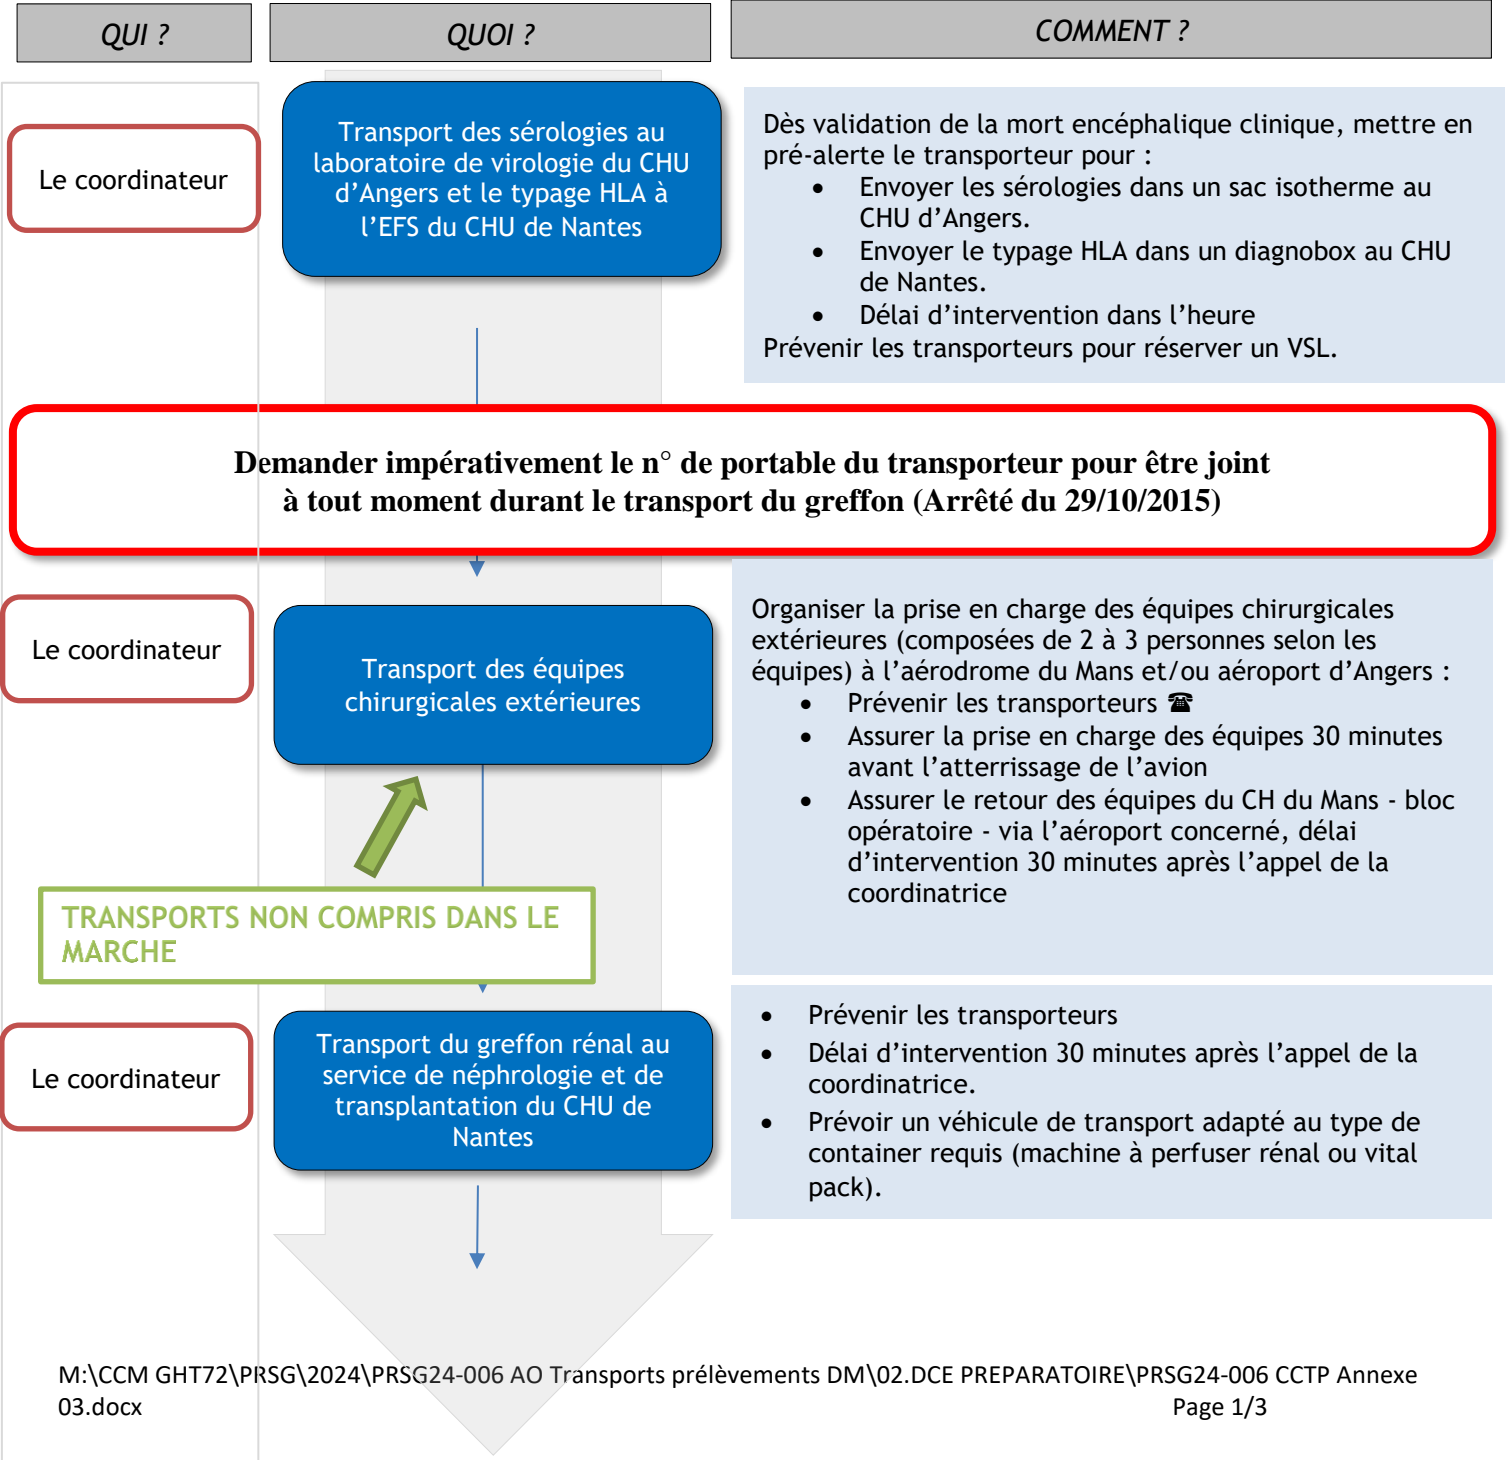 QUI ?
QUOI ?
COMMENT ?
Le coordinateur
Transport des sérologies au
laboratoire de virologie du CHU
d’Angers et le typage HLA à
l’EFS du CHU de Nantes
Dès validation de la mort encéphalique clinique, mettre en
pré-alerte le transporteur pour :
• Envoyer les sérologies dans un sac isotherme au
CHU d’Angers.
• Envoyer le typage HLA dans un diagnobox au CHU
de Nantes.
• Délai d’intervention dans l’heure
Prévenir les transporteurs pour réserver un VSL.
Demander impérativement le n° de portable du transporteur pour être joint
à tout moment durant le transport du greffon (Arrêté du 29/10/2015)
Le coordinateur
Transport des équipes
chirurgicales extérieures
Organiser la prise en charge des équipes chirurgicales
extérieures (composées de 2 à 3 personnes selon les
équipes) à l’aérodrome du Mans et/ou aéroport d’Angers :
• Prévenir les transporteurs ☎
• Assurer la prise en charge des équipes 30 minutes
avant l’atterrissage de l’avion
• Assurer le retour des équipes du CH du Mans - bloc
opératoire - via l’aéroport concerné, délai
d’intervention 30 minutes après l’appel de la
coordinatrice
TRANSPORTS NON COMPRIS DANS LE
MARCHE
Le coordinateur
Transport du greffon rénal au
service de néphrologie et de
transplantation du CHU de
Nantes
• Prévenir les transporteurs
• Délai d’intervention 30 minutes après l’appel de la
coordinatrice.
• Prévoir un véhicule de transport adapté au type de
container requis (machine à perfuser rénal ou vital
pack).
M:\CCM GHT72\PRSG\2024\PRSG24-006 AO Transports prélèvements DM\02.DCE PREPARATOIRE\PRSG24-006 CCTP Annexe
03.docx Page 1/3